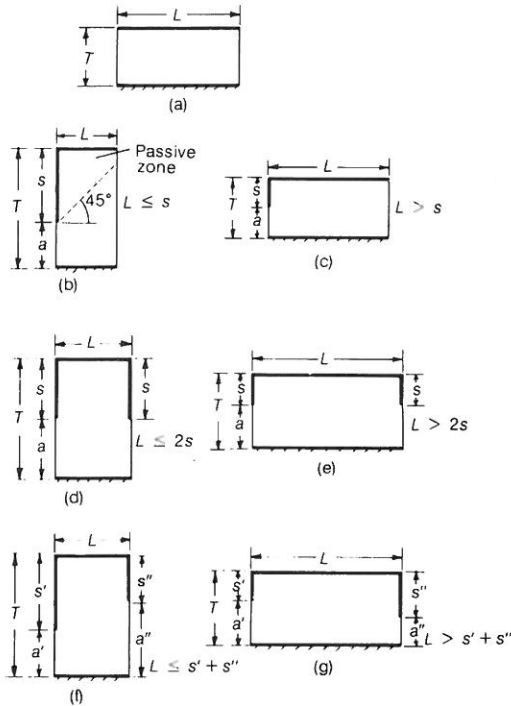 L
T
(a)
L
Passive
zone
s
T
45°
L ≤ s
a
(b)
L
s
T
a
L > s
(c)
L
s
s
T
a
L ≤ 2s
(d)
L
s
s
T
a
L > 2s
(e)
L
s′
s″
T
a′
a″
L ≤ s′ + s″
(f)
L
s′
s″
T
a′
a″
L > s′ + s″
(g)